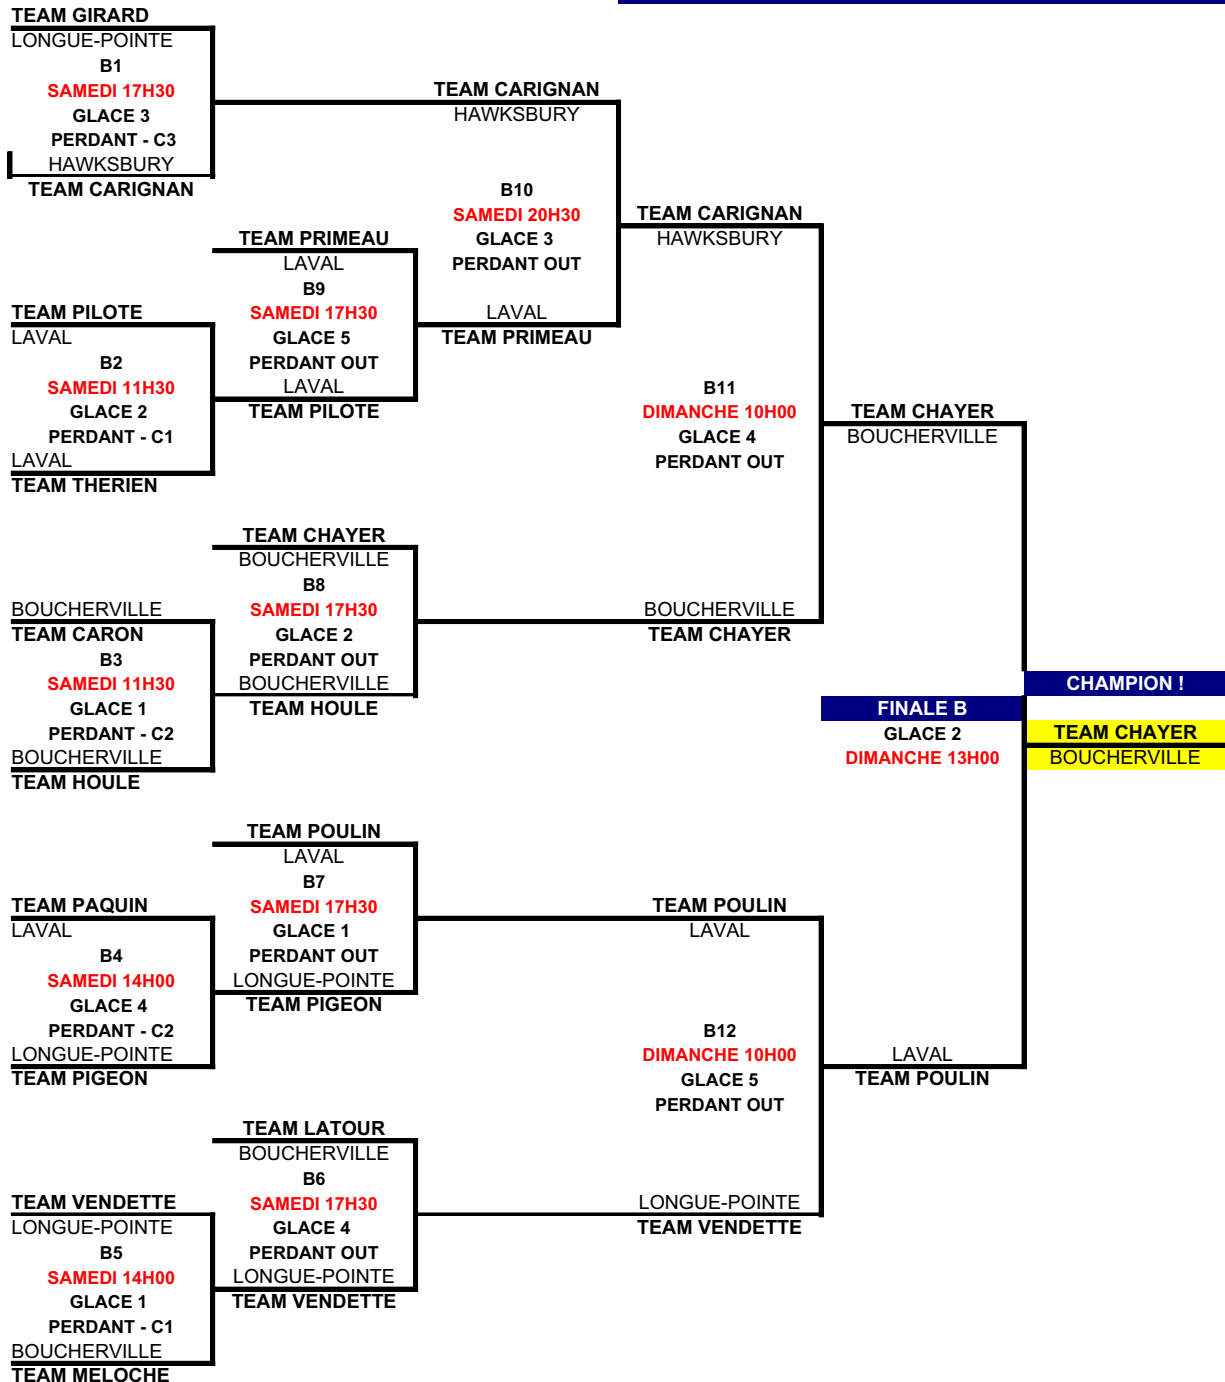 TEAM GIRARD
LONGUE-POINTE
B1
SAMEDI 17H30
GLACE 3
PERDANT - C3
HAWKSBURY
TEAM CARIGNAN
TEAM PILOTE
LAVAL
B2
SAMEDI 11H30
GLACE 2
PERDANT - C1
LAVAL
TEAM THERIEN
BOUCHERVILLE
TEAM CARON
B3
SAMEDI 11H30
GLACE 1
PERDANT - C2
BOUCHERVILLE
TEAM HOULE
TEAM PAQUIN
LAVAL
B4
SAMEDI 14H00
GLACE 4
PERDANT - C2
LONGUE-POINTE
TEAM PIGEON
TEAM VENDETTE
LONGUE-POINTE
B5
SAMEDI 14H00
GLACE 1
PERDANT - C1
BOUCHERVILLE
TEAM MELOCHE
TEAM PRIMEAU
LAVAL
B9
SAMEDI 17H30
GLACE 5
PERDANT OUT
LAVAL
TEAM PILOTE
TEAM CHAYER
BOUCHERVILLE
B8
SAMEDI 17H30
GLACE 2
PERDANT OUT
BOUCHERVILLE
TEAM HOULE
TEAM POULIN
LAVAL
B7
SAMEDI 17H30
GLACE 1
PERDANT OUT
LONGUE-POINTE
TEAM PIGEON
TEAM LATOUR
BOUCHERVILLE
B6
SAMEDI 17H30
GLACE 4
PERDANT OUT
LONGUE-POINTE
TEAM VENDETTE
TEAM CARIGNAN
HAWKSBURY
B10
SAMEDI 20H30
GLACE 3
PERDANT OUT
LAVAL
TEAM PRIMEAU
TEAM CARIGNAN
HAWKSBURY
B11
DIMANCHE 10H00
GLACE 4
PERDANT OUT
BOUCHERVILLE
TEAM CHAYER
TEAM POULIN
LAVAL
B12
DIMANCHE 10H00
GLACE 5
PERDANT OUT
LONGUE-POINTE
TEAM VENDETTE
TEAM CHAYER
BOUCHERVILLE
FINALE B
GLACE 2
DIMANCHE 13H00
LAVAL
TEAM POULIN
CHAMPION !
TEAM CHAYER
BOUCHERVILLE